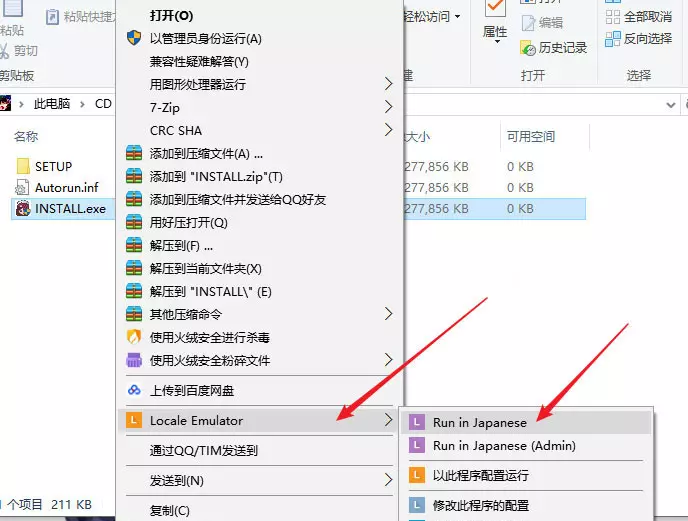 粘贴
粘贴快捷方
剪切
剪贴板
轻松访问
建
属性
打开
编辑
历史记录
打开
全部取消
反向选择
选择
此电脑
CD
名称
大小
可用空间
SETUP
277,856 KB
0 KB
Autorun.inf
277,856 KB
0 KB
INSTALL.exe
277,856 KB
0 KB
打开(O)
以管理员身份运行(A)
兼容性疑难解答(Y)
用图形处理器运行
7-Zip
CRC SHA
添加到压缩文件(A) ...
添加到 "INSTALL.zip"(T)
添加到压缩文件并发送给QQ好友
用好压打开(Q)
解压到(F) ...
解压到当前文件夹(X)
解压到 "INSTALL\" (E)
其他压缩命令
使用火绒安全进行杀毒
使用火绒安全粉碎文件
上传到百度网盘
Locale Emulator
通过QQ/TIM发送到
发送到(N)
复制(C)
Run in Japanese
Run in Japanese (Admin)
以此程序配置运行
修改此程序的配置
1 个项目 211 KB